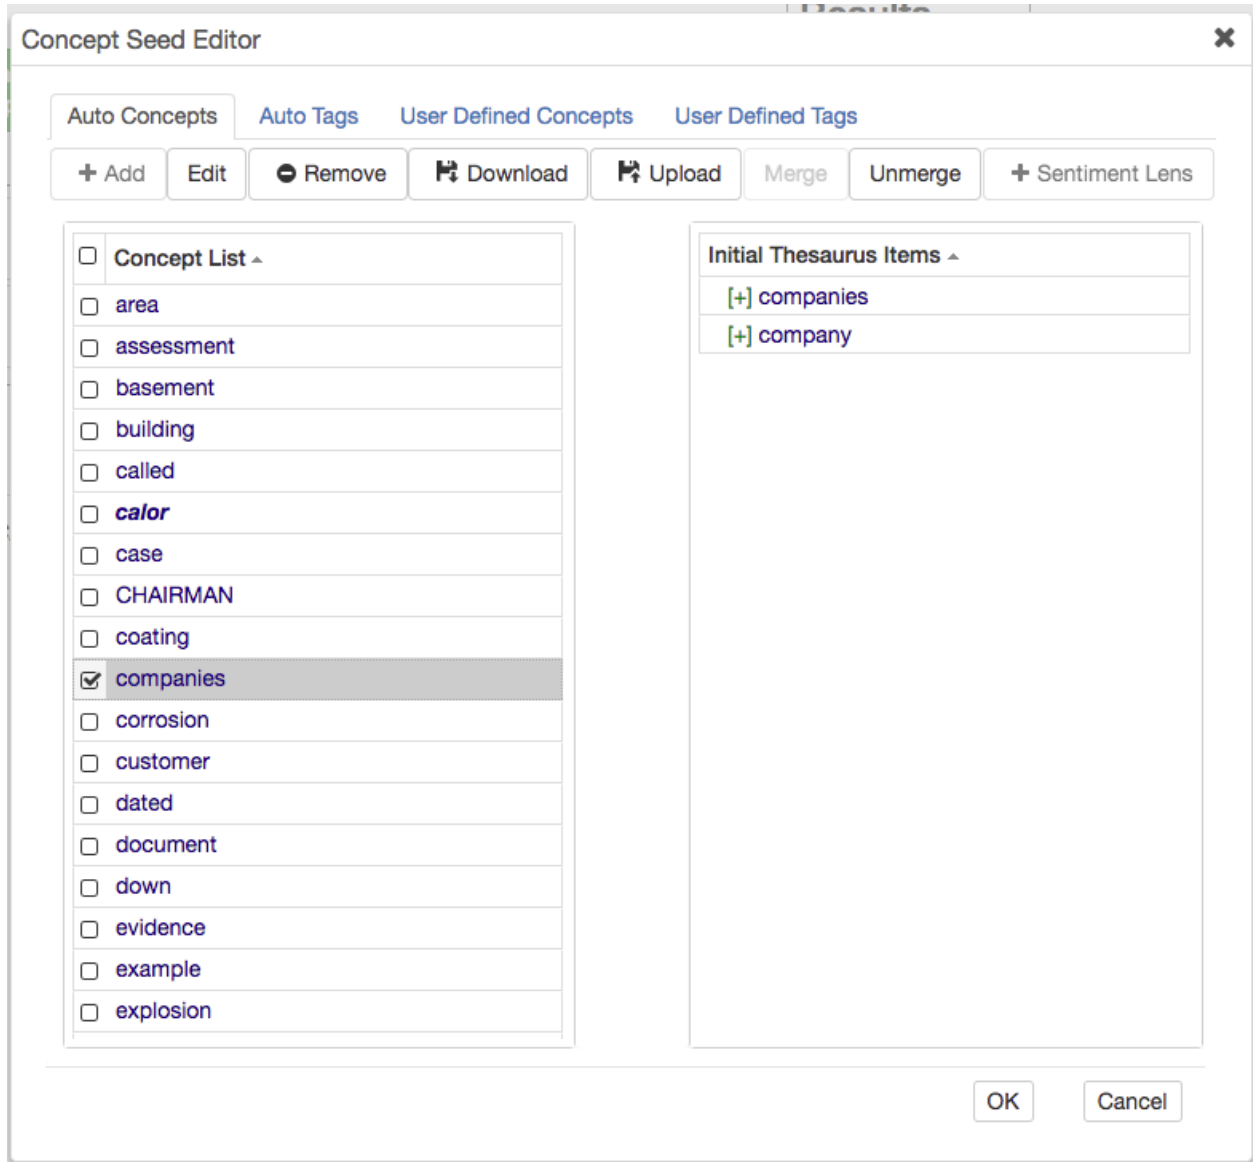 Results
Concept Seed Editor
Auto Concepts Auto Tags User Defined Concepts User Defined Tags
+ Add Edit Remove Download Upload Merge Unmerge + Sentiment Lens
Concept List
area
assessment
basement
building
called
calor
case
CHAIRMAN
coating
companies
corrosion
customer
dated
document
down
evidence
example
explosion
Initial Thesaurus Items
[+] companies
[+] company
OK Cancel